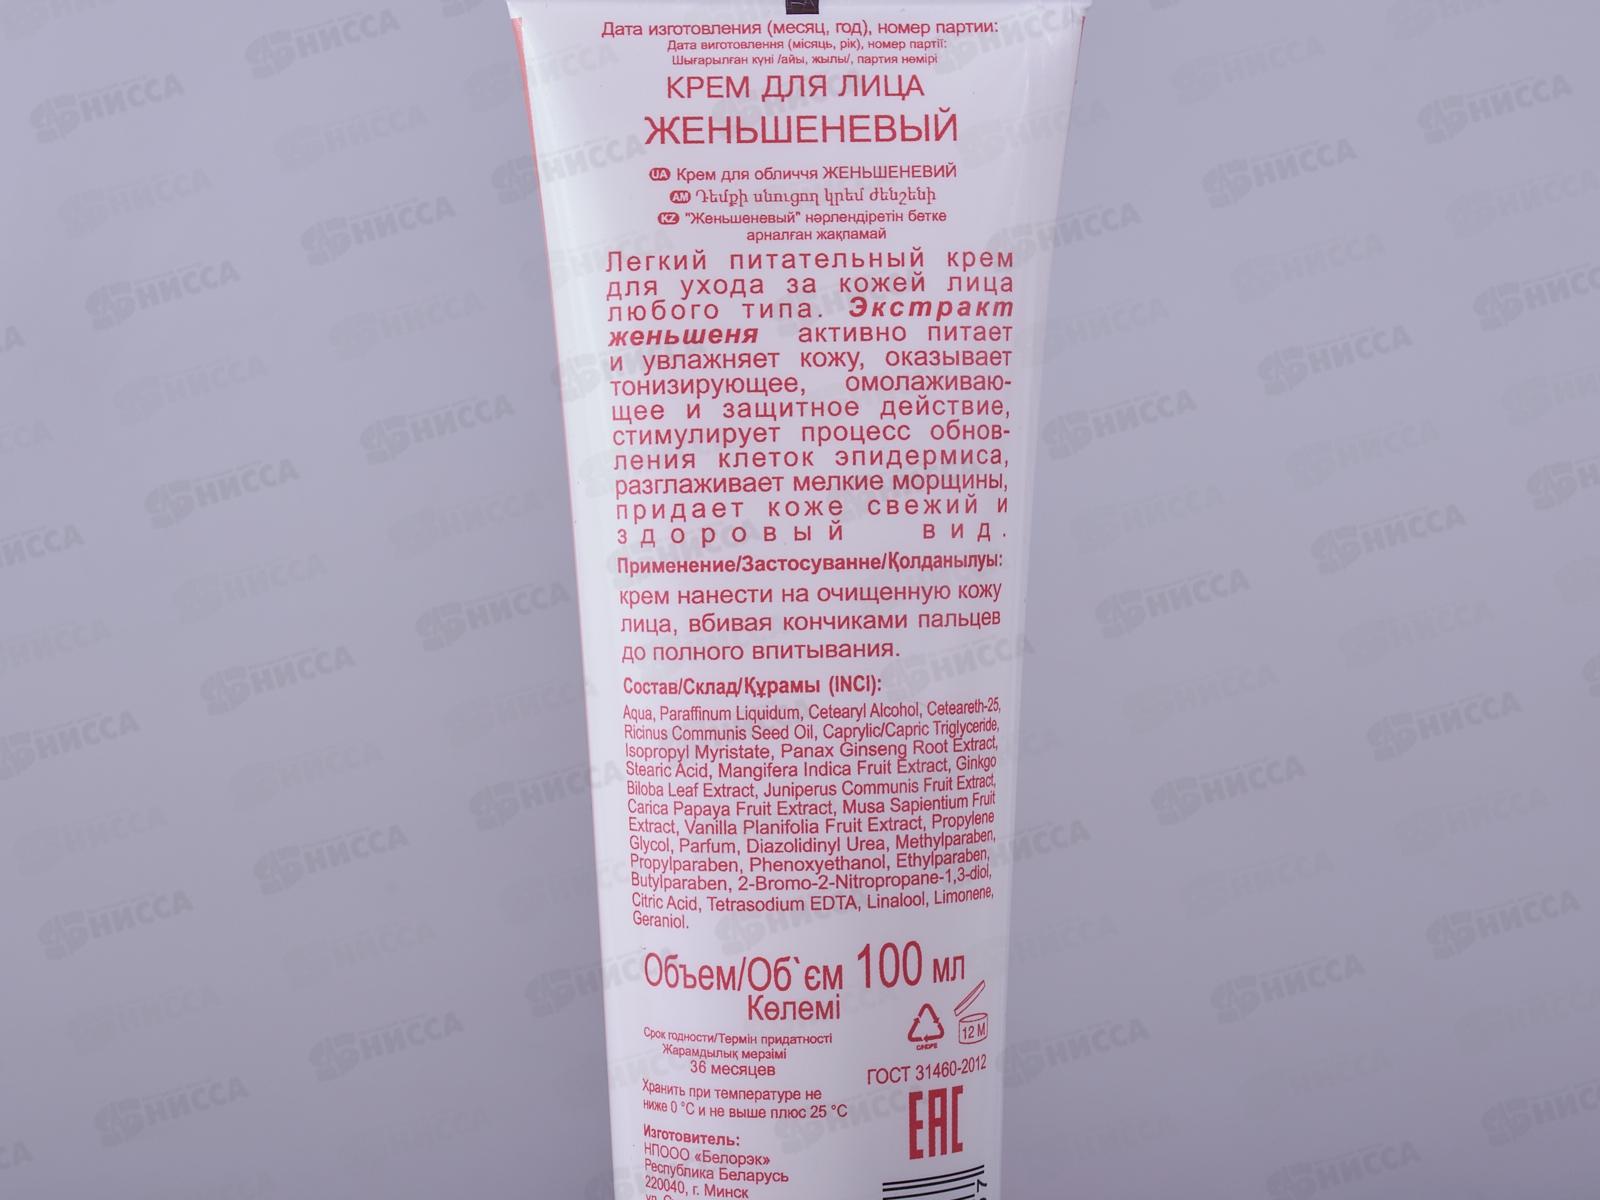 Дата изготовления (месяц, год), номер партии:
Дата виготовлення (місяць, рік), номер партії:
Шығарылған күні /айы, жылы/, партия нөмірі
КРЕМ ДЛЯ ЛИЦА
ЖЕНЬШЕНЕВЫЙ
UA Крем для обличчя ЖЕНЬШЕНЕВИЙ
AM Դեմքի սնուցող կրեմ ժենշենի
KZ "Женьшеневый" нәрлендіретін бетке
арналған жақпамай
Легкий питательный крем
для ухода за кожей лица
любого типа. Экстракт
женьшеня активно питает
и увлажняет кожу, оказывает
тонизирующее, омолаживаю-
щее и защитное действие,
стимулирует процесс обнов-
ления клеток эпидермиса,
разглаживает мелкие морщины,
придает коже свежий и
здоровый вид.
Применение/Застосуванне/Қолданылуы:
крем нанести на очищенную кожу
лица, вбивая кончиками пальцев
до полного впитывания.
Состав/Склад/Құрамы (INCI):
Aqua, Paraffinum Liquidum, Cetearyl Alcohol, Ceteareth-25,
Ricinus Communis Seed Oil, Caprylic/Capric Triglyceride,
Isopropyl Myristate, Panax Ginseng Root Extract,
Stearic Acid, Mangifera Indica Fruit Extract, Ginkgo
Biloba Leaf Extract, Juniperus Communis Fruit Extract,
Carica Papaya Fruit Extract, Musa Sapientium Fruit
Extract, Vanilla Planifolia Fruit Extract, Propylene
Glycol, Parfum, Diazolidinyl Urea, Methylparaben,
Propylparaben, Phenoxyethanol, Ethylparaben,
Butylparaben, 2-Bromo-2-Nitropropane-1,3-diol,
Citric Acid, Tetrasodium EDTA, Linalool, Limonene,
Geraniol.
Объем/Об`єм 100 мл
Көлемі
12 M
C/HDPE
Срок годности/Термін придатності
Жарамдылық мерзімі
36 месяцев
ГОСТ 31460-2012
Хранить при температуре не
ниже 0 °C и не выше плюс 25 °C
EAC
Изготовитель:
НПООО «Белорэк»
Республика Беларусь
220040, г. Минск
НИССА